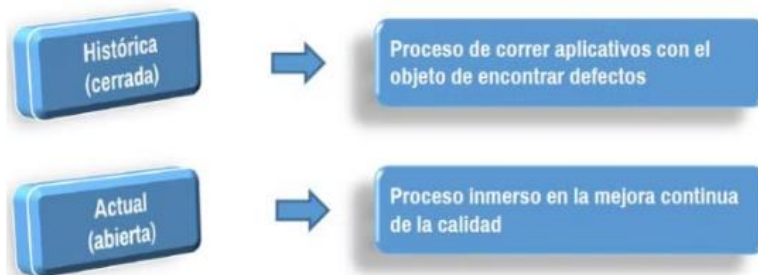 Histórica
(cerrada)
Proceso de correr aplicativos con el
objeto de encontrar defectos
Actual
(abierta)
Proceso inmerso en la mejora continua
de la calidad